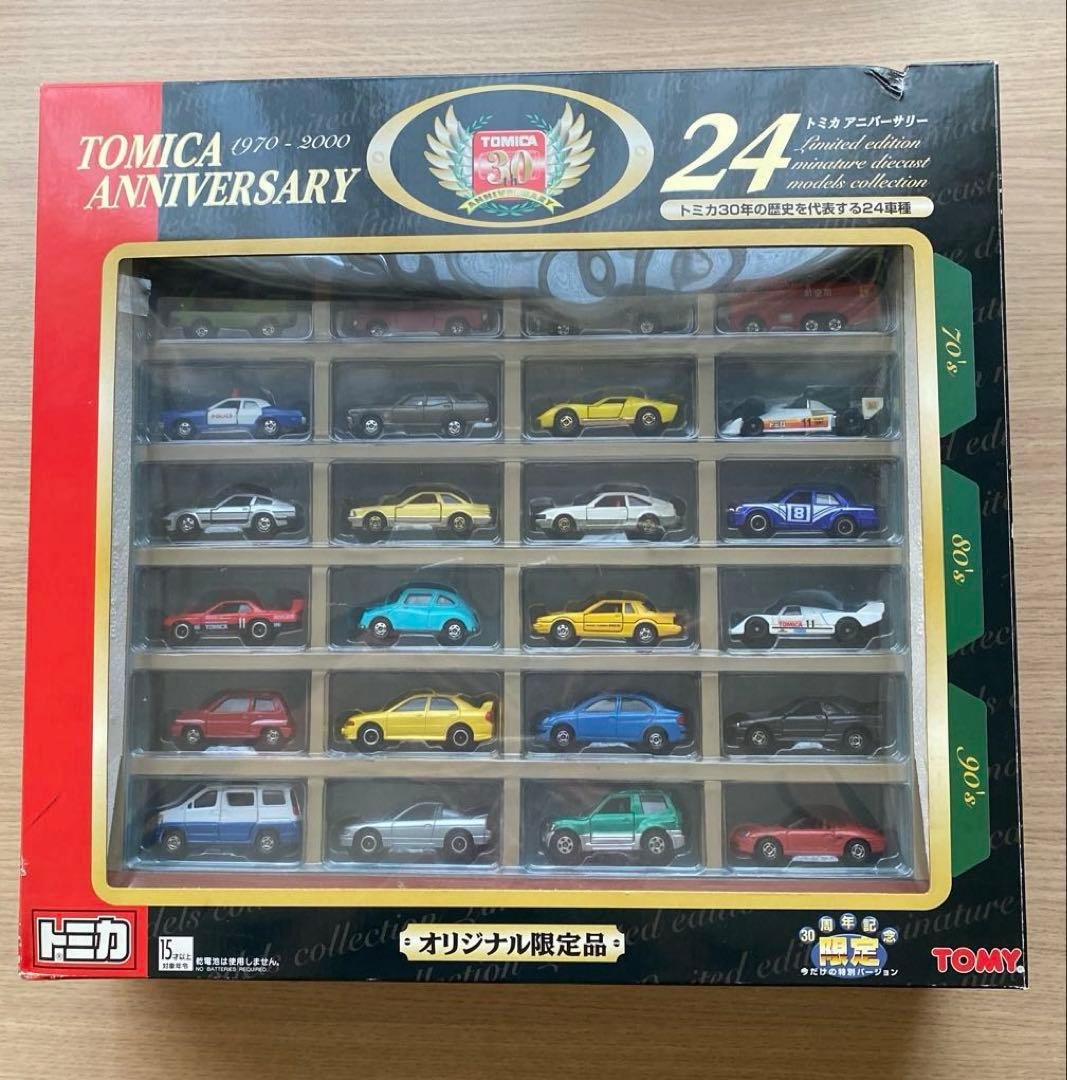 TOMICA 1970 - 2000
ANNIVERSARY
TOMICA
30
ANNIVERSARY
24
トミカ アニバーサリー
Limited edition
minature diecast
models collection
トミカ30年の歴史を代表する24車種
70's
80's
90's
POLICE
11
8
11
TOMICA
TOMICA 11
トミカ
15才以上
対象年令
乾電池は使用しません。
NO BATTERIES REQUIRED.
オリジナル限定品
30周年記念
限定
今だけの特別バージョン
TOMY